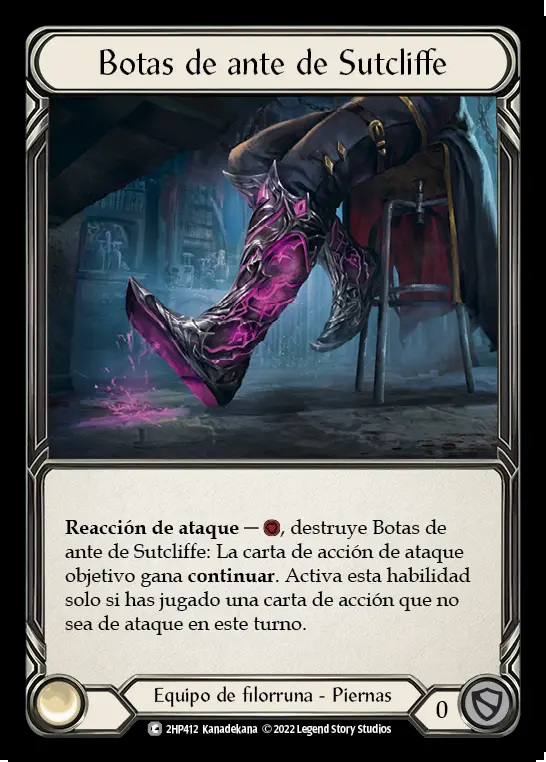 Botas de ante de Sutcliffe
Reacción de ataque — , destruye Botas de
ante de Sutcliffe: La carta de acción de ataque
objetivo gana continuar. Activa esta habilidad
solo si has jugado una carta de acción que no
sea de ataque en este turno.
Equipo de filorruna - Piernas
0
C 2HP412 Kanadekana © 2022 Legend Story Studios